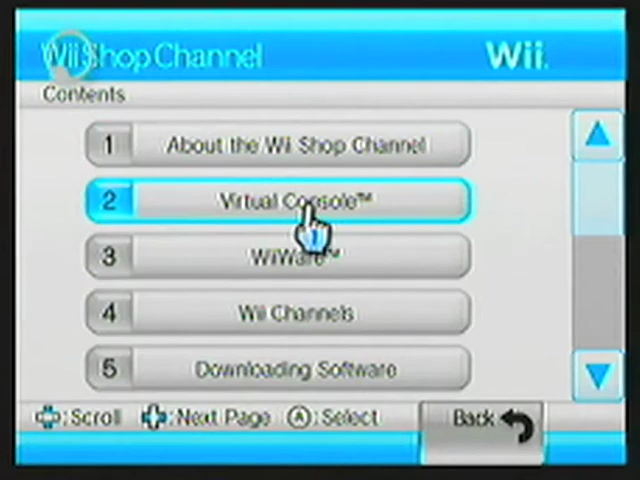 Wii Shop Channel
Wii.
Contents
1 About the Wii Shop Channel
2 Virtual Console™
1
3 WiiWare™
4 Wii Channels
5 Downloading Software
:Scroll :Next Page Ⓐ:Select Back